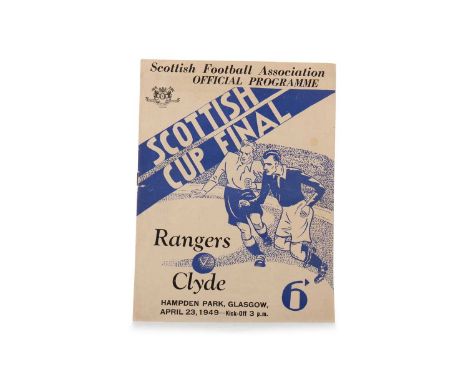 Scottish Football Association
OFFICIAL PROGRAMME
SCOTTISH
CUP FINAL
Rangers
V
Clyde
HAMPDEN PARK, GLASGOW,
APRIL 23, 1949—Kick-Off 3 p.m.
6ᴰ